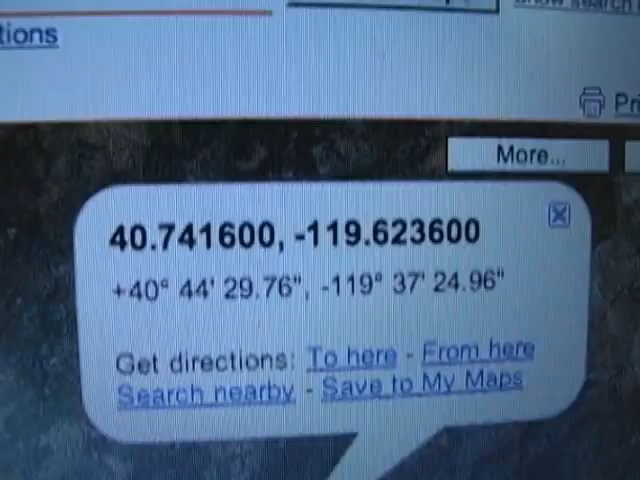 tions
Pri
More...
40.741600, -119.623600
+40° 44' 29.76", -119° 37' 24.96"
Get directions: To here - From here
Search nearby - Save to My Maps